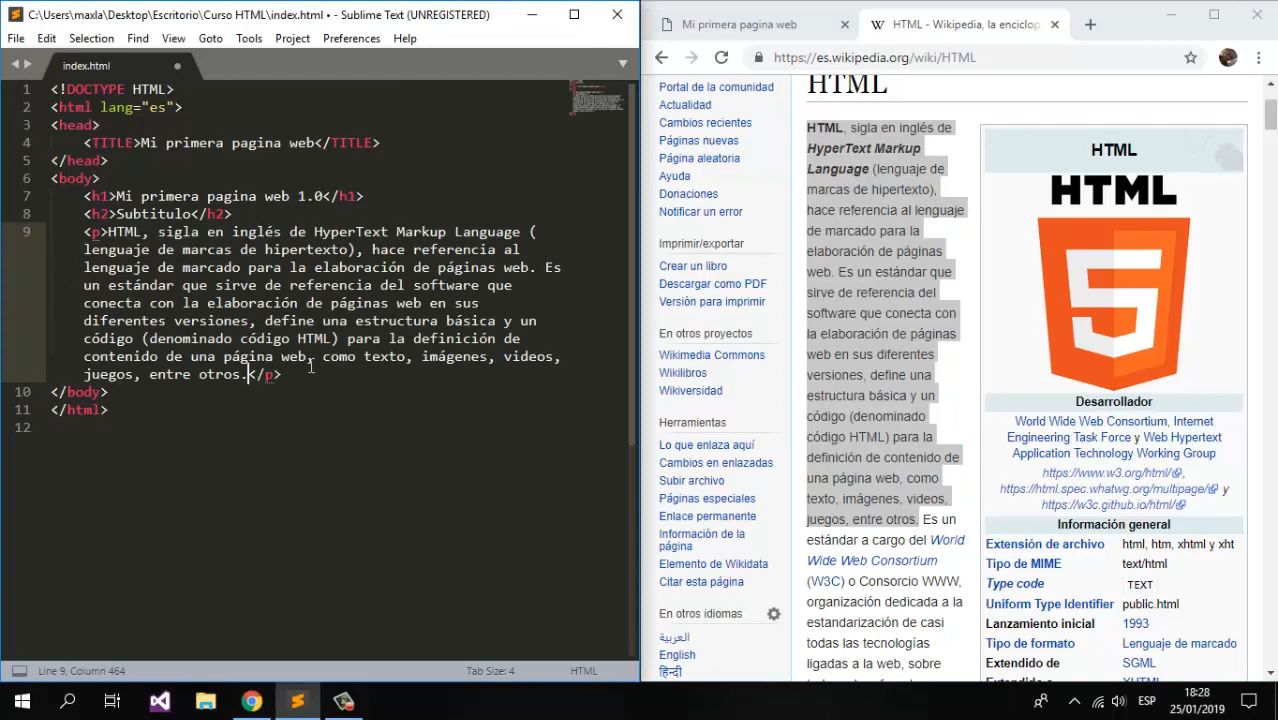 C:\Users\maxla\Desktop\Escritorio\Curso HTML\index.html • - Sublime Text (UNREGISTERED)
File Edit Selection Find View Goto Tools Project Preferences Help
index.html
1 <!DOCTYPE HTML>
2 <html lang="es">
3 <head>
4 <TITLE>Mi primera pagina web</TITLE>
5 </head>
6 <body>
7 <h1>Mi primera pagina web 1.0</h1>
8 <h2>Subtitulo</h2>
9 <p>HTML, sigla en inglés de HyperText Markup Language (
lenguaje de marcas de hipertexto), hace referencia al
lenguaje de marcado para la elaboración de páginas web. Es
un estándar que sirve de referencia del software que
conecta con la elaboración de páginas web en sus
diferentes versiones, define una estructura básica y un
código (denominado código HTML) para la definición de
contenido de una página web, como texto, imágenes, videos,
juegos, entre otros.</p>
10 </body>
11 </html>
12
Line 9, Column 464
Tab Size: 4
HTML
Mi primera pagina web
W HTML - Wikipedia, la enciclop
https://es.wikipedia.org/wiki/HTML
Portal de la comunidad
Actualidad
Cambios recientes
Páginas nuevas
Página aleatoria
Ayuda
Donaciones
Notificar un error
Imprimir/exportar
Crear un libro
Descargar como PDF
Versión para imprimir
En otros proyectos
Wikimedia Commons
Wikilibros
Wikiversidad
Herramientas
Lo que enlaza aquí
Cambios en enlazadas
Subir archivo
Páginas especiales
Enlace permanente
Información de la
página
Elemento de Wikidata
Citar esta página
En otros idiomas
العربية
English
हिन्दी
HTML
HTML, sigla en inglés de
HyperText Markup
Language (lenguaje de
marcas de hipertexto),
hace referencia al lenguaje
de marcado para la
elaboración de páginas
web. Es un estándar que
sirve de referencia del
software que conecta con
la elaboración de páginas
web en sus diferentes
versiones, define una
estructura básica y un
código (denominado
código HTML) para la
definición de contenido de
una página web, como
texto, imágenes, videos,
juegos, entre otros. Es un
estándar a cargo del World
Wide Web Consortium
(W3C) o Consorcio WWW,
organización dedicada a la
estandarización de casi
todas las tecnologías
ligadas a la web, sobre
HTML
HTML
5
Desarrollador
World Wide Web Consortium, Internet
Engineering Task Force y Web Hypertext
Application Technology Working Group
https://www.w3.org/html/,
https://html.spec.whatwg.org/multipage/ y
https://w3c.github.io/html/
Información general
Extensión de archivo html, htm, xhtml y xht
Tipo de MIME text/html
Type code TEXT
Uniform Type Identifier public.html
Lanzamiento inicial 1993
Tipo de formato Lenguaje de marcado
Extendido de SGML
Extendido a XHTML
ESP
18:28
25/01/2019